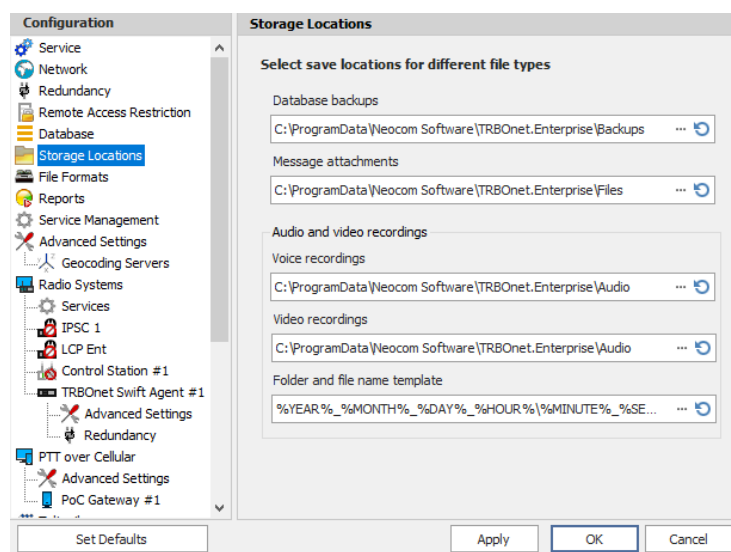 Configuration
Service
Network
Redundancy
Remote Access Restriction
Database
Storage Locations
File Formats
Reports
Service Management
Advanced Settings
Geocoding Servers
Radio Systems
Services
IPSC 1
LCP Ent
Control Station #1
TRBOnet Swift Agent #1
Advanced Settings
Redundancy
PTT over Cellular
Advanced Settings
PoC Gateway #1
Set Defaults
Storage Locations
Select save locations for different file types
Database backups
C:\ProgramData\Neocom Software\TRBOnet.Enterprise\Backups ...
Message attachments
C:\ProgramData\Neocom Software\TRBOnet.Enterprise\Files ...
Audio and video recordings
Voice recordings
C:\ProgramData\Neocom Software\TRBOnet.Enterprise\Audio ...
Video recordings
C:\ProgramData\Neocom Software\TRBOnet.Enterprise\Audio ...
Folder and file name template
%YEAR%_%MONTH%_%DAY%_%HOUR%\%MINUTE%_%SE... ...
Apply
OK
Cancel